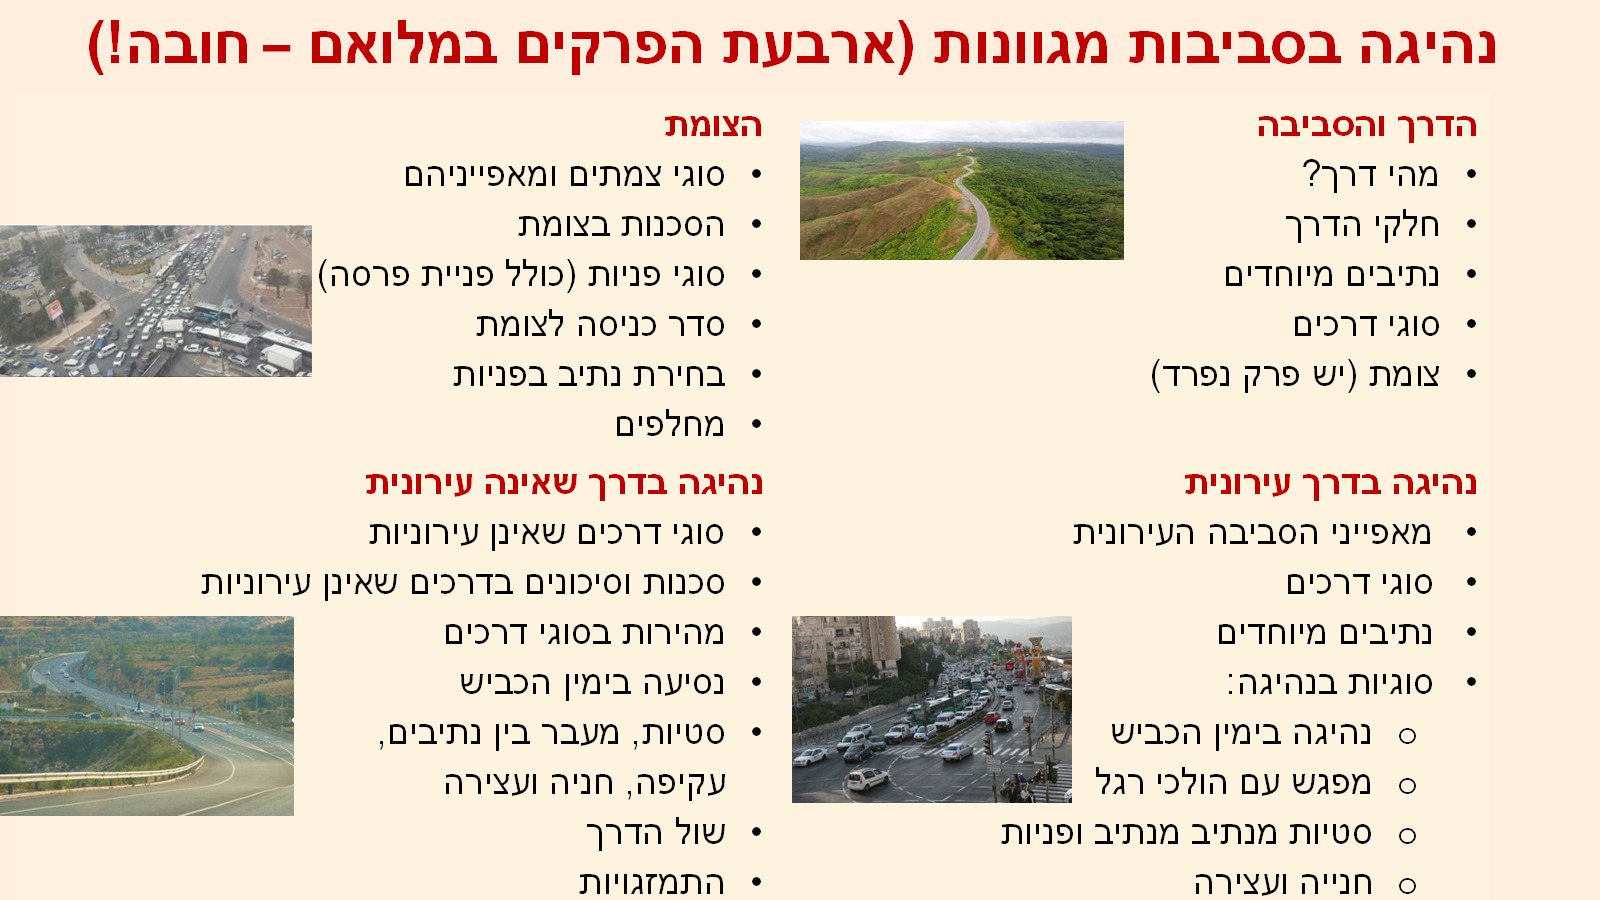 נהיגה בסביבות מגוונות (ארבעת הפרקים במלואם – חובה!)
הדרך והסביבה
• מהי דרך?
• חלקי הדרך
• נתיבים מיוחדים
• סוגי דרכים
• צומת (יש פרק נפרד)
הצומת
• סוגי צמתים ומאפייניהם
• הסכנות בצומת
• סוגי פניות (כולל פניית פרסה)
• סדר כניסה לצומת
• בחירת נתיב בפניות
• מחלפים
נהיגה בדרך עירונית
• מאפייני הסביבה העירונית
• סוגי דרכים
• נתיבים מיוחדים
• סוגיות בנהיגה:
o נהיגה בימין הכביש
o מפגש עם הולכי רגל
o סטיות מנתיב מנתיב ופניות
o חנייה ועצירה
נהיגה בדרך שאינה עירונית
• סוגי דרכים שאינן עירוניות
• סכנות וסיכונים בדרכים שאינן עירוניות
• מהירות בסוגי דרכים
• נסיעה בימין הכביש
• סטיות, מעבר בין נתיבים,
עקיפה, חניה ועצירה
• שול הדרך
• התמזגויות